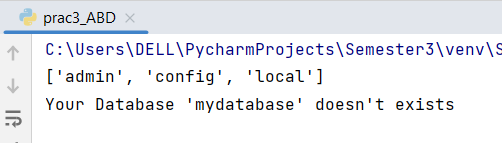 prac3_ABD
C:\Users\DELL\PycharmProjects\Semester3\venv\S
['admin', 'config', 'local']
Your Database 'mydatabase' doesn't exists